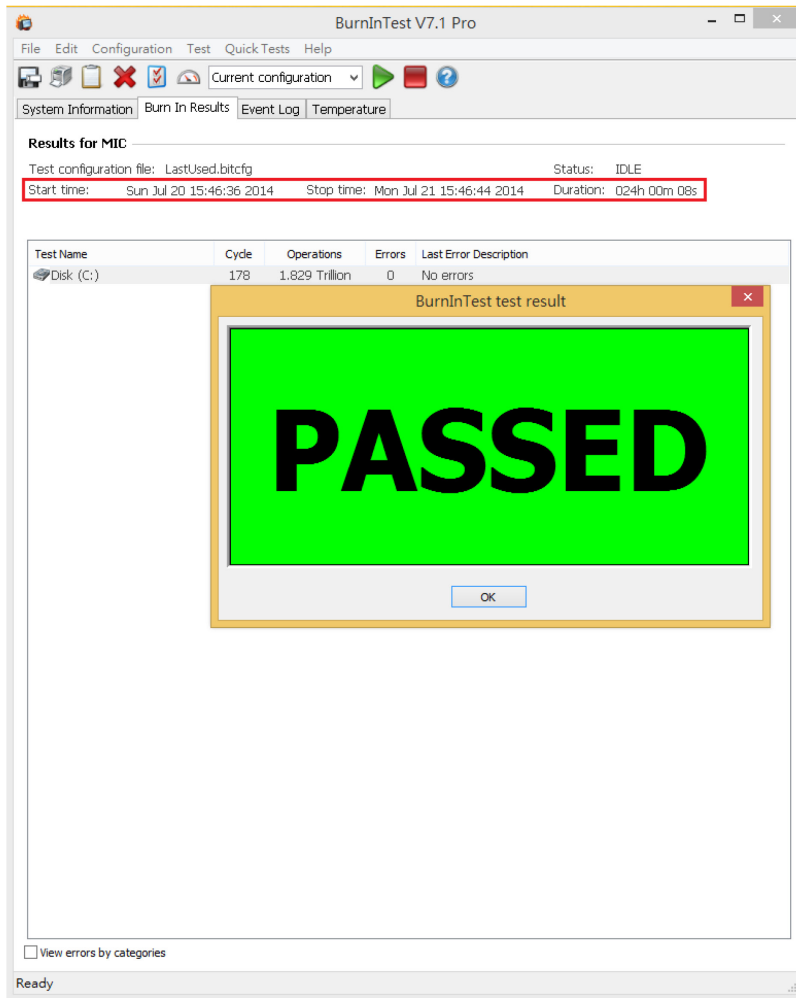 BurnInTest V7.1 Pro
File Edit Configuration Test Quick Tests Help
Current configuration
System Information Burn In Results Event Log Temperature
Results for MIC
Test configuration file: LastUsed.bitcfg Status: IDLE
Start time: Sun Jul 20 15:46:36 2014 Stop time: Mon Jul 21 15:46:44 2014 Duration: 024h 00m 08s
Test Name Cycle Operations Errors Last Error Description
Disk (C:) 178 1.829 Trillion 0 No errors
BurnInTest test result
PASSED
OK
View errors by categories
Ready